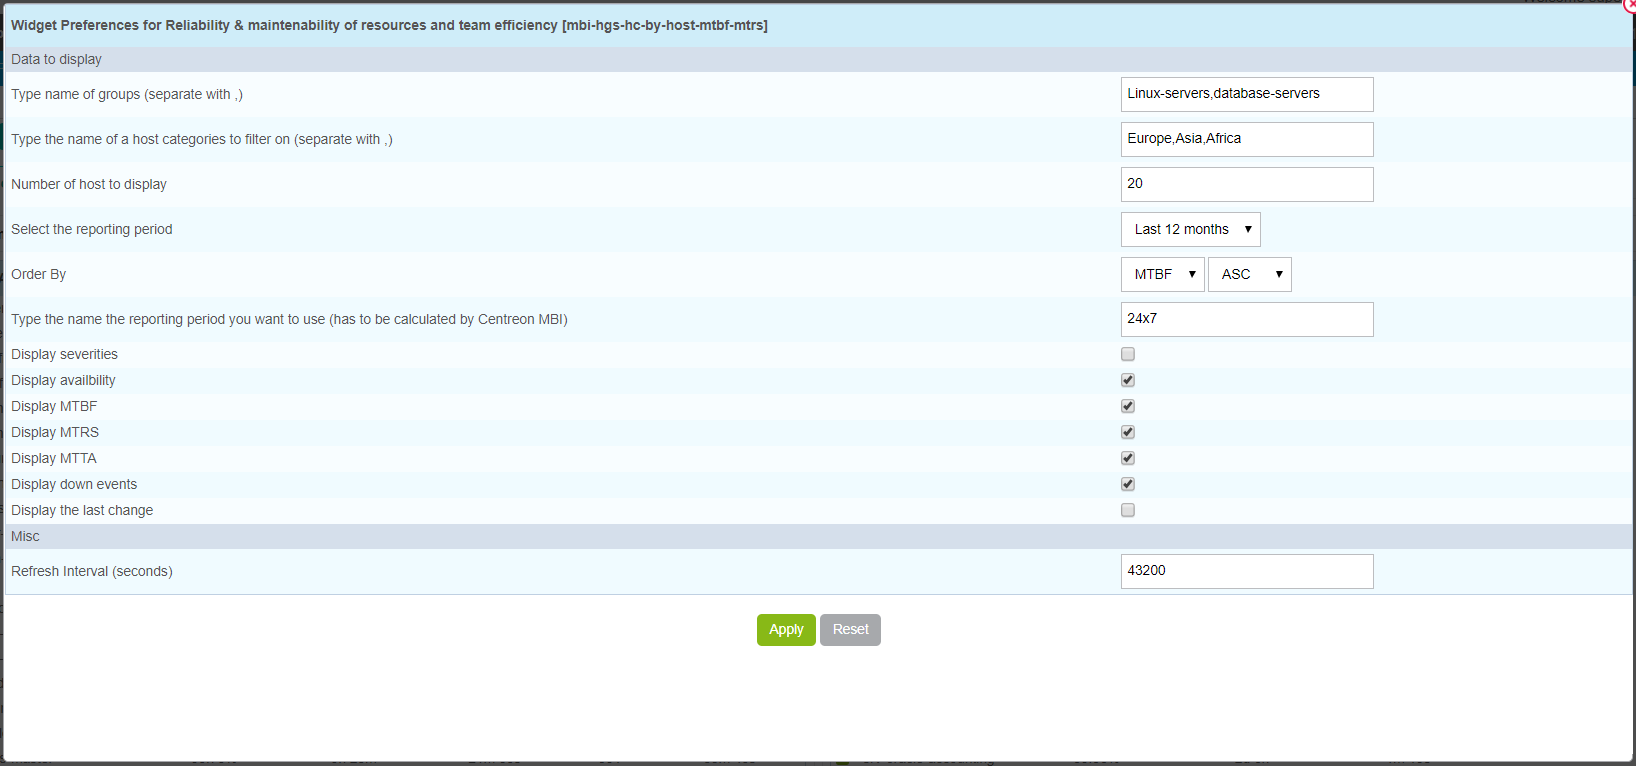 Widget Preferences for Reliability & maintenability of resources and team efficiency [mbi-hgs-hc-by-host-mtbf-mtrs]
Data to display
Type name of groups (separate with ,) Linux-servers,database-servers
Type the name of a host categories to filter on (separate with ,) Europe,Asia,Africa
Number of host to display 20
Select the reporting period Last 12 months
Order By MTBF ASC
Type the name the reporting period you want to use (has to be calculated by Centreon MBI) 24x7
Display severities
Display availbility
Display MTBF
Display MTRS
Display MTTA
Display down events
Display the last change
Misc
Refresh Interval (seconds) 43200
Apply Reset